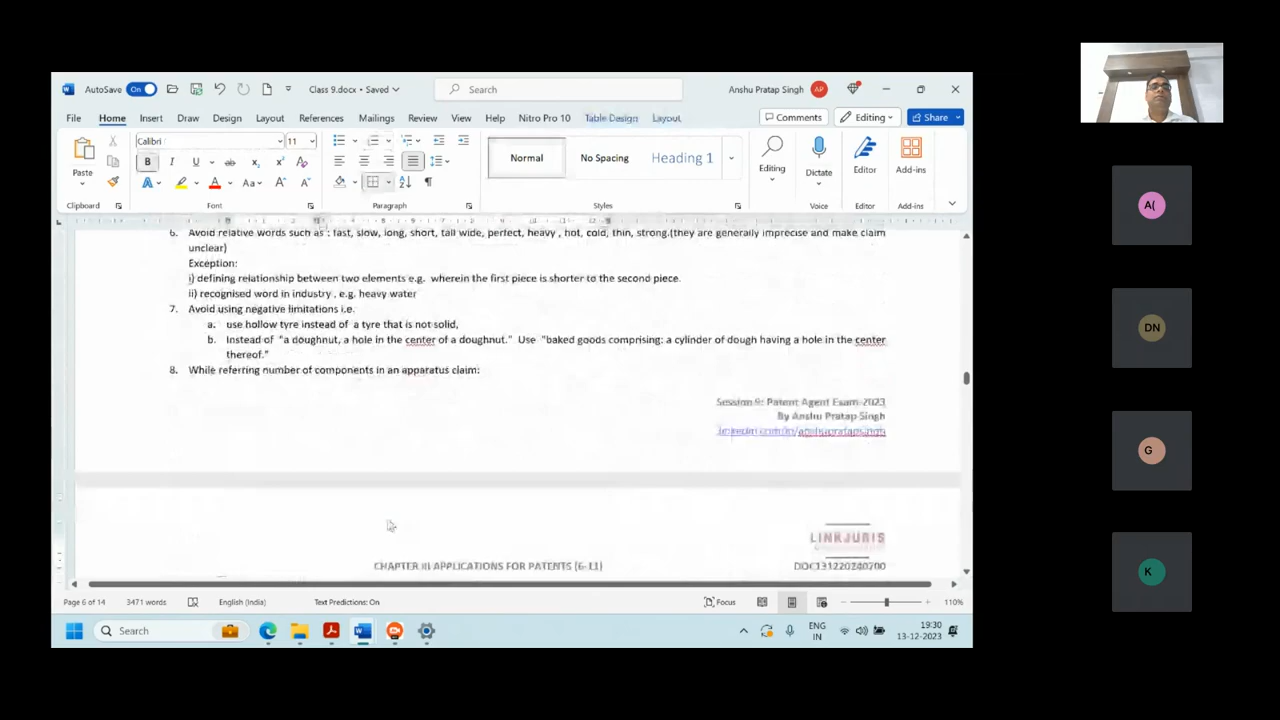 AutoSave On Class 9.docx • Saved Search Anshu Pratap Singh AP
File Home Insert Draw Design Layout References Mailings Review View Help Nitro Pro 10 Table Design Layout Comments Editing Share
Calibri 11
Paste
Normal No Spacing Heading 1
Editing Dictate Editor Add-ins
Clipboard Font Paragraph Styles Voice Editor Add-ins
6. Avoid relative words such as : fast, slow, long, short, tall wide, perfect, heavy , hot, cold, thin, strong.(they are generally imprecise and make claim
unclear)
Exception:
i) defining relationship between two elements e.g. wherein the first piece is shorter to the second piece.
ii) recognised word in industry , e.g. heavy water
7. Avoid using negative limitations i.e.
a. use hollow tyre instead of a tyre that is not solid,
b. Instead of "a doughnut, a hole in the center of a doughnut." Use "baked goods comprising: a cylinder of dough having a hole in the center
thereof."
8. While referring number of components in an apparatus claim:
Session 9: Patent Agent Exam-2023
By Anshu Pratap Singh
linkedin.com/in/anshupratapsingh
LINKJURIS
CHAPTER III APPLICATIONS FOR PATENTS (6-11) DOC131220240700
Page 6 of 14 3471 words English (India) Text Predictions: On Focus 110%
Search ENG
IN
19:30
13-12-2023
A(
DN
G
K